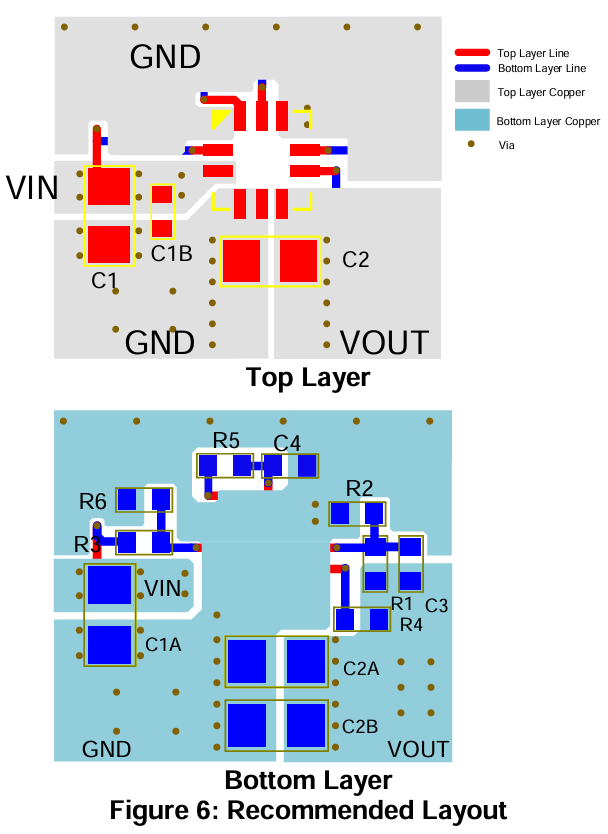 GND
Top Layer Line
Bottom Layer Line
Top Layer Copper
Bottom Layer Copper
Via
VIN
C1B
C2
C1
GND
VOUT
Top Layer
R5
C4
R6
R2
R3
VIN
R1
C3
R4
C1A
C2A
C2B
GND
VOUT
Bottom Layer
Figure 6: Recommended Layout